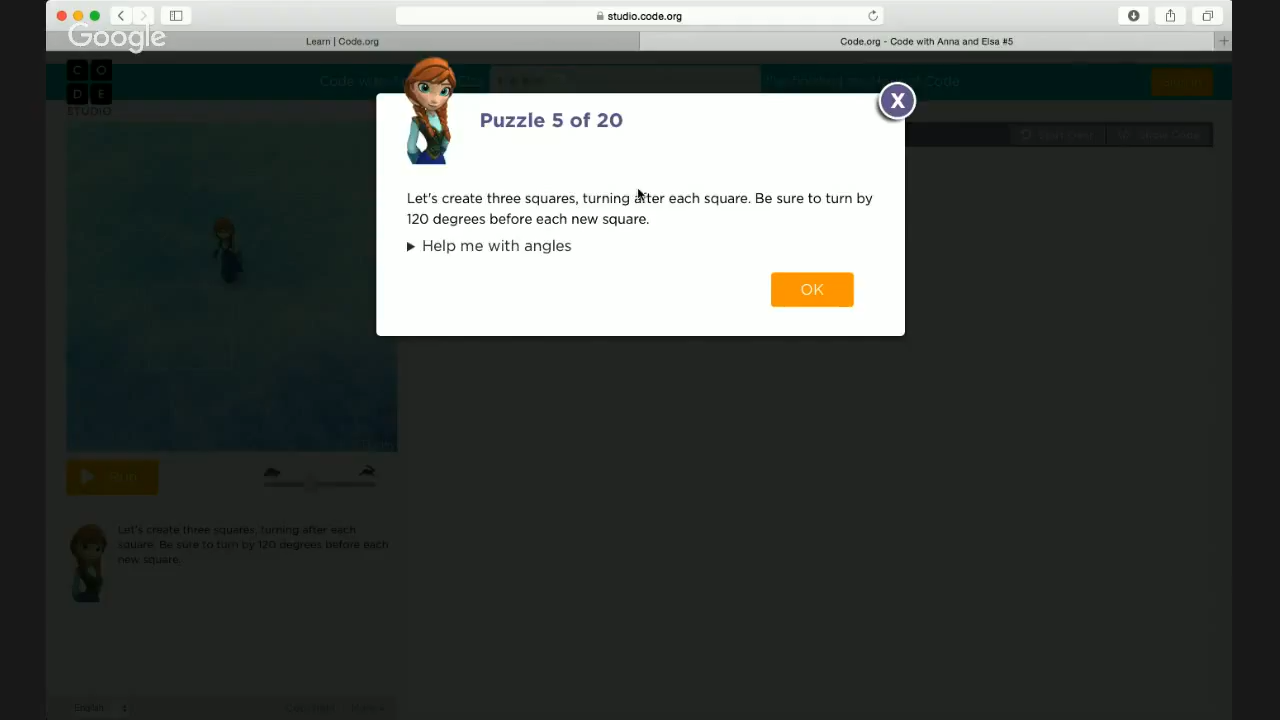 studio.code.org
Google
Learn | Code.org
Code.org - Code with Anna and Elsa #5
C O
D E
STUDIO
Puzzle 5 of 20
X
Let's create three squares, turning after each square. Be sure to turn by
120 degrees before each new square.
▶ Help me with angles
OK
Run
Let's create three squares, turning after each
square. Be sure to turn by 120 degrees before each
new square.
English